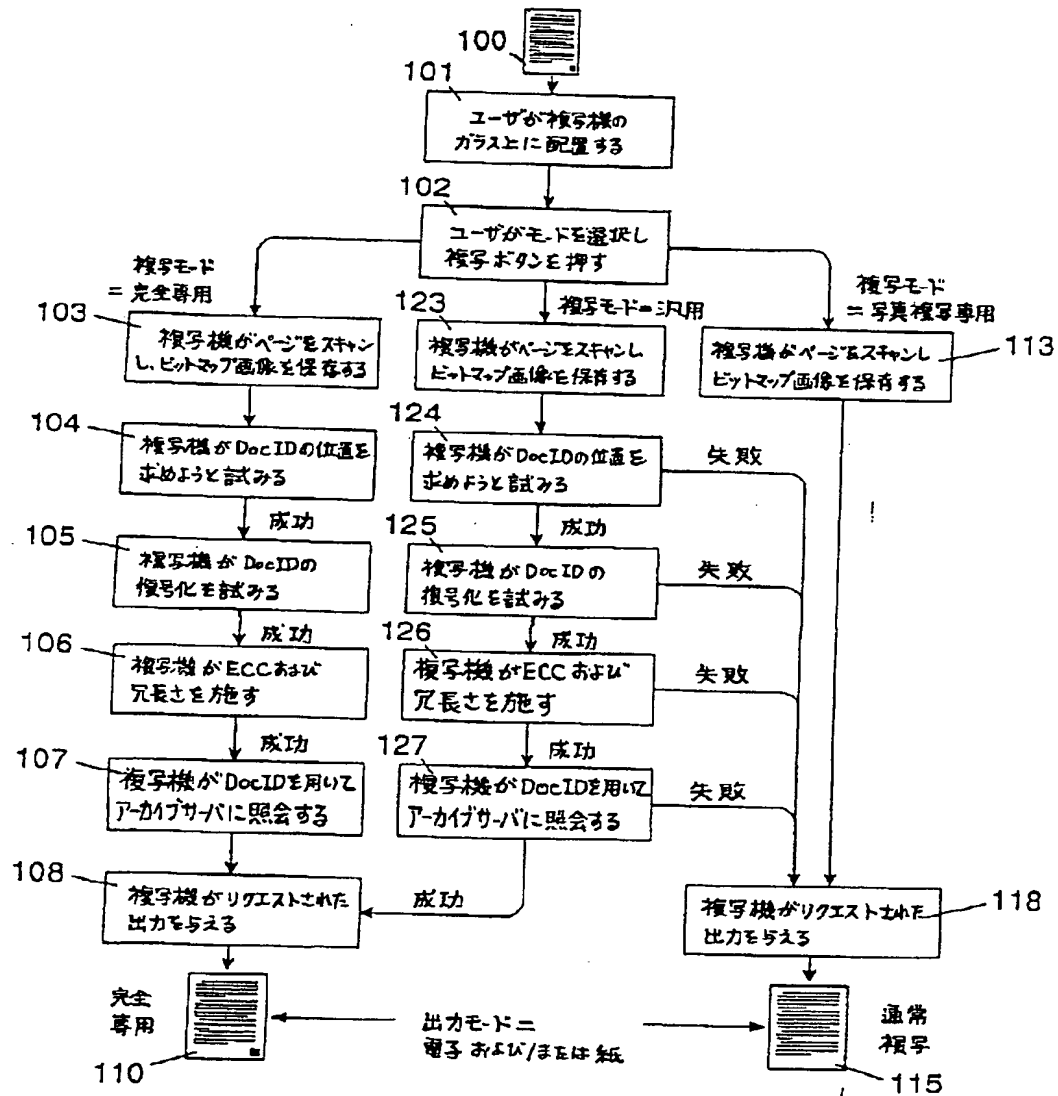 100
101
ユーザが複写機の
ガラス上に配置する
102
ユーザがモードを選択し
複写ボタンを押す
複写モード
=完全専用
複写モード=汎用
複写モード
=写真複写専用
103
複写機がページをスキャン
し、ビットマップ画像を保存する
104
複写機がDocIDの位置を
求めようと試みる
成功
105
複写機がDocIDの
復号化を試みる
成功
106
複写機がECCおよび
冗長さを施す
成功
107
複写機がDocIDを用いて
アーカイブサーバに照会する
108
複写機がリクエストされた
出力を与える
完全
専用
110
123
複写機がページをスキャンし
ビットマップ画像を保存する
124
複写機がDocIDの位置を
求めようと試みる
失敗
成功
125
複写機がDocIDの
復号化を試みる
失敗
成功
126
複写機がECCおよび
冗長さを施す
失敗
成功
127
複写機がDocIDを用いて
アーカイブサーバに照会する
失敗
成功
113
複写機がページをスキャンし
ビットマップ画像を保存する
118
複写機がリクエストされた
出力を与える
出力モード=
電子および/または紙
通常
複写
115